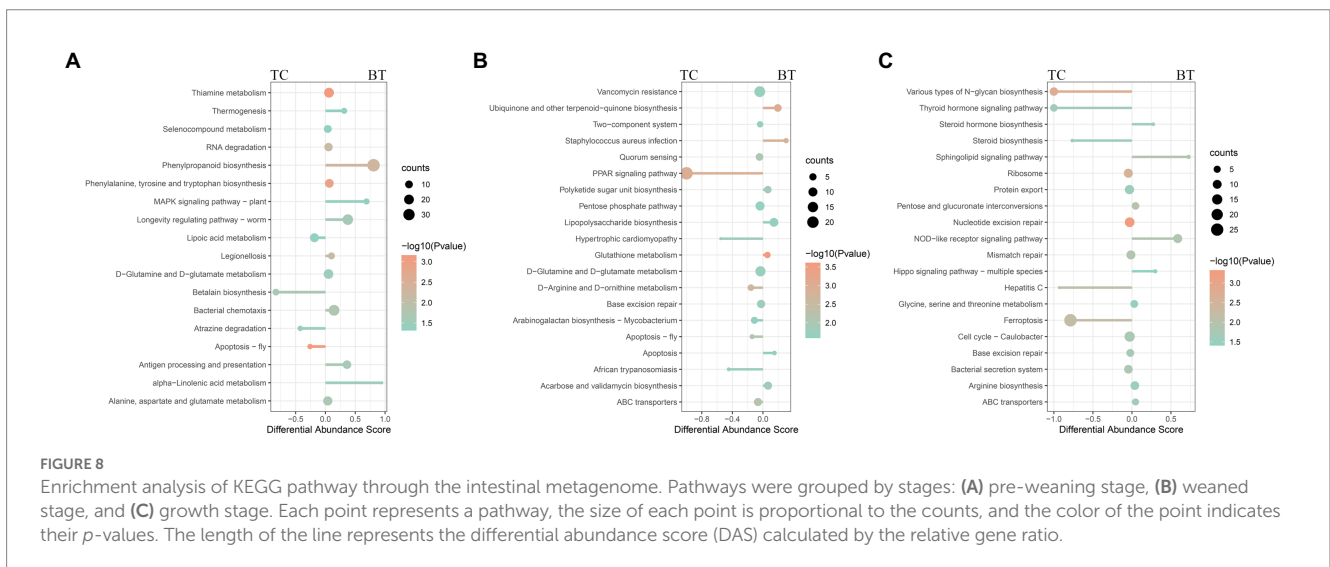 A
TC BT
Thiamine metabolism
Thermogenesis
Selenocompound metabolism
RNA degradation
Phenylpropanoid biosynthesis
Phenylalanine, tyrosine and tryptophan biosynthesis
MAPK signaling pathway – plant
Longevity regulating pathway – worm
Lipoic acid metabolism
Legionellosis
D–Glutamine and D–glutamate metabolism
Betalain biosynthesis
Bacterial chemotaxis
Atrazine degradation
Apoptosis – fly
Antigen processing and presentation
alpha–Linolenic acid metabolism
Alanine, aspartate and glutamate metabolism
−0.5 0.0 0.5 1.0
Differential Abundance Score
counts
10
20
30
−log10(Pvalue)
3.0
2.5
2.0
1.5
B
TC BT
Vancomycin resistance
Ubiquinone and other terpenoid–quinone biosynthesis
Two–component system
Staphylococcus aureus infection
Quorum sensing
PPAR signaling pathway
Polyketide sugar unit biosynthesis
Pentose phosphate pathway
Lipopolysaccharide biosynthesis
Hypertrophic cardiomyopathy
Glutathione metabolism
D–Glutamine and D–glutamate metabolism
D–Arginine and D–ornithine metabolism
Base excision repair
Arabinogalactan biosynthesis – Mycobacterium
Apoptosis – fly
Apoptosis
African trypanosomiasis
Acarbose and validamycin biosynthesis
ABC transporters
−0.8 −0.4 0.0
Differential Abundance Score
counts
5
10
15
20
−log10(Pvalue)
3.5
3.0
2.5
2.0
C
TC BT
Various types of N–glycan biosynthesis
Thyroid hormone signaling pathway
Steroid hormone biosynthesis
Steroid biosynthesis
Sphingolipid signaling pathway
Ribosome
Protein export
Pentose and glucuronate interconversions
Nucleotide excision repair
NOD–like receptor signaling pathway
Mismatch repair
Hippo signaling pathway – multiple species
Hepatitis C
Glycine, serine and threonine metabolism
Ferroptosis
Cell cycle – Caulobacter
Base excision repair
Bacterial secretion system
Arginine biosynthesis
ABC transporters
−1.0 −0.5 0.0 0.5
Differential Abundance Score
counts
5
10
15
20
25
−log10(Pvalue)
3.0
2.5
2.0
1.5
FIGURE 8
Enrichment analysis of KEGG pathway through the intestinal metagenome. Pathways were grouped by stages: (A) pre-weaning stage, (B) weaned
stage, and (C) growth stage. Each point represents a pathway, the size of each point is proportional to the counts, and the color of the point indicates
their p-values. The length of the line represents the differential abundance score (DAS) calculated by the relative gene ratio.